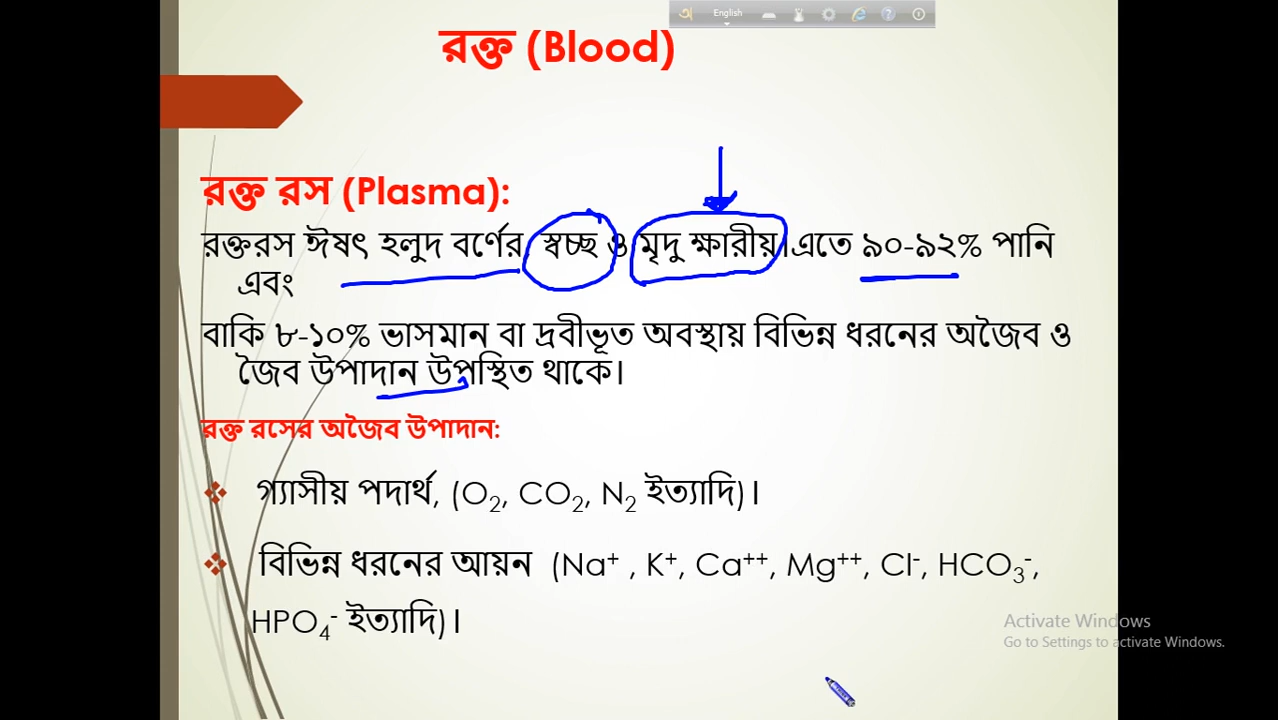 English
রক্ত (Blood)
রক্ত রস (Plasma):
রক্তরস ঈষৎ হলুদ বর্ণের, স্বচ্ছ ও মৃদু ক্ষারীয়।এতে ৯০-৯২% পানি
এবং
বাকি ৮-১০% ভাসমান বা দ্রবীভূত অবস্থায় বিভিন্ন ধরনের অজৈব ও
জৈব উপাদান উপস্থিত থাকে।
রক্ত রসের অজৈব উপাদান:
❖ গ্যাসীয় পদার্থ, (O₂, CO₂, N₂ ইত্যাদি)।
❖ বিভিন্ন ধরনের আয়ন (Na⁺ , K⁺, Ca⁺⁺, Mg⁺⁺, Cl⁻, HCO₃⁻,
HPO₄⁻ ইত্যাদি)।
Activate Windows
Go to Settings to activate Windows.